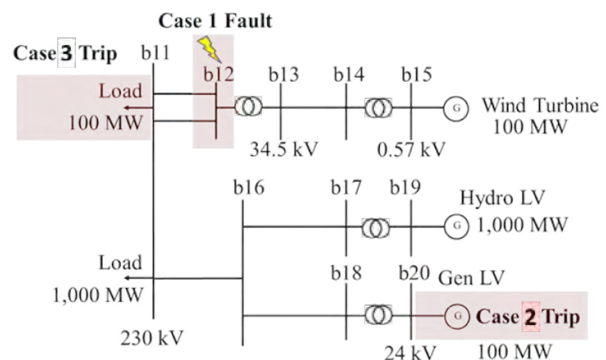 Case 1 Fault
Case 3 Trip
b11
b12
b13
b14
b15
Load
100 MW
G
Wind Turbine
100 MW
34.5 kV
0.57 kV
b16
b17
b19
Hydro LV
G
1,000 MW
Load
1,000 MW
b18
b20
Gen LV
G
Case 2 Trip
230 kV
24 kV
100 MW